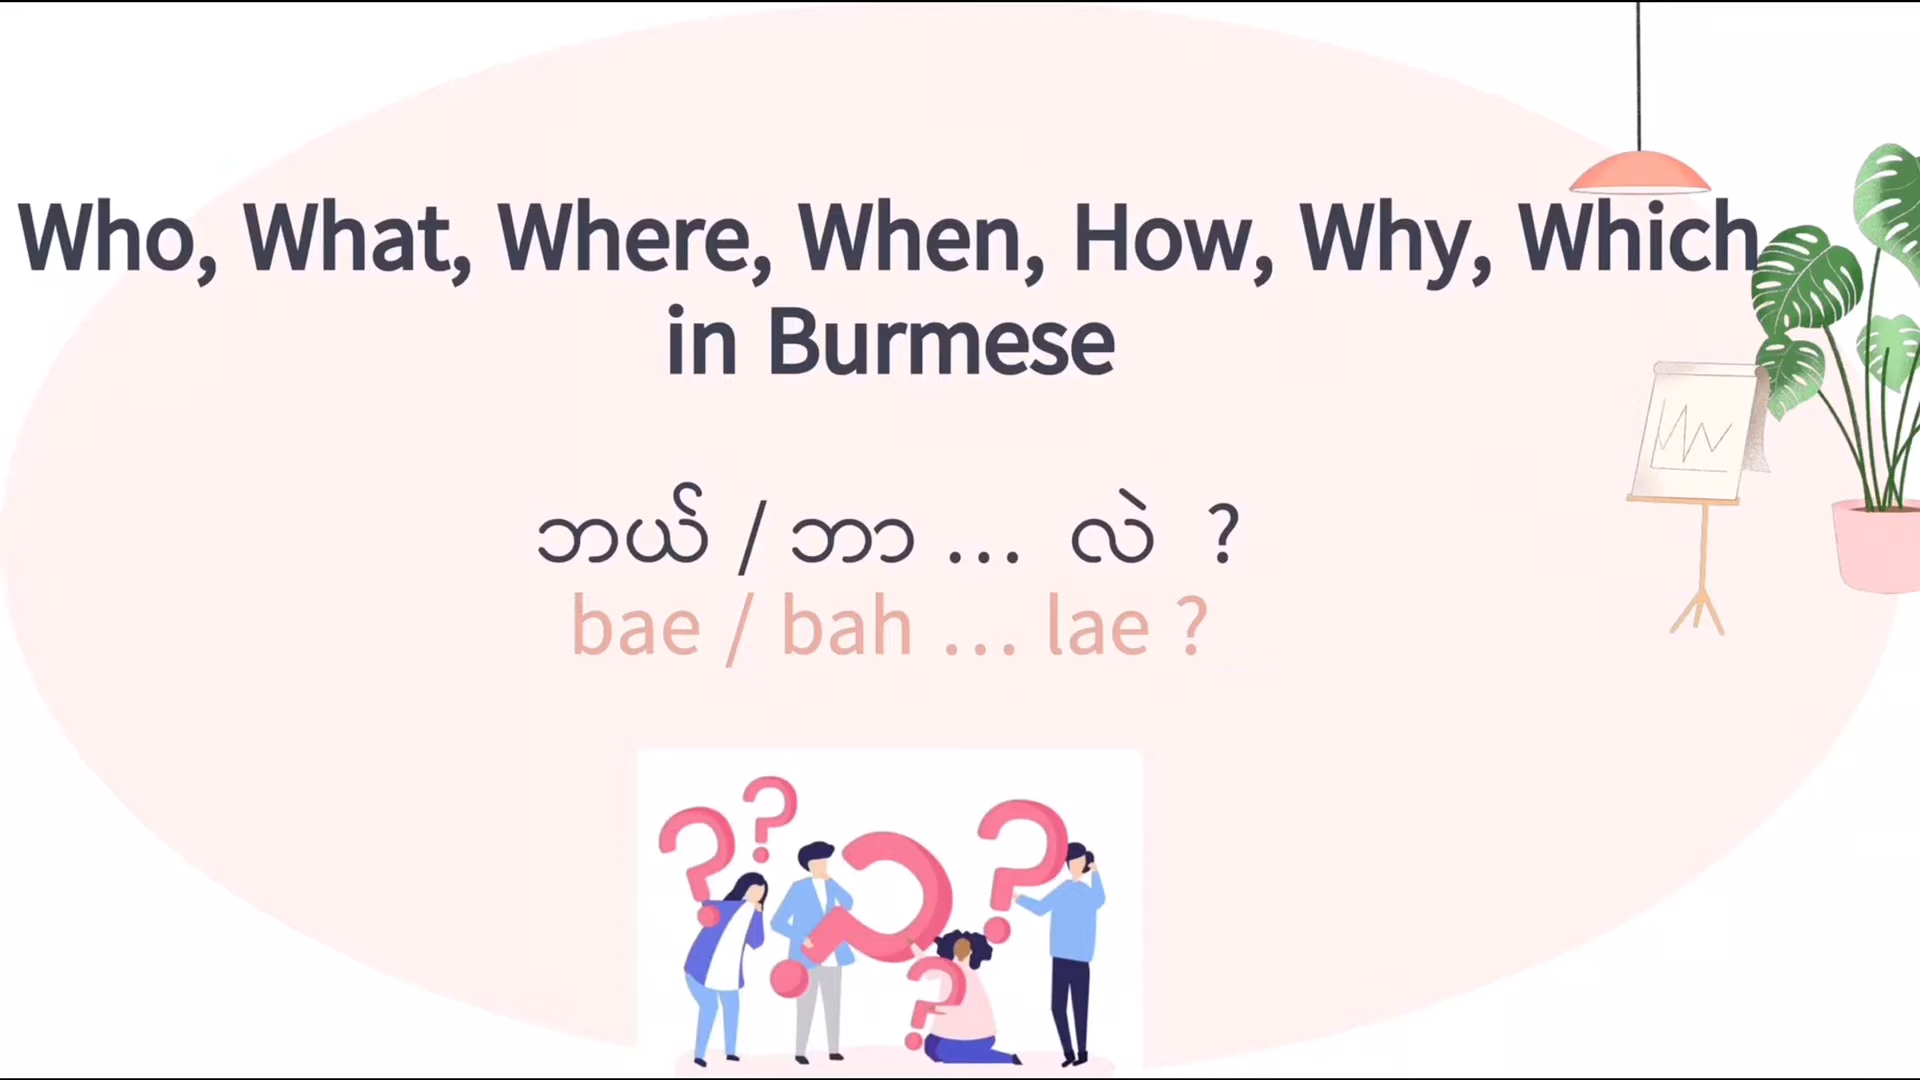 Who, What, Where, When, How, Why, Which
in Burmese
ဘယ် / ဘာ ... လဲ ?
bae / bah ... lae ?